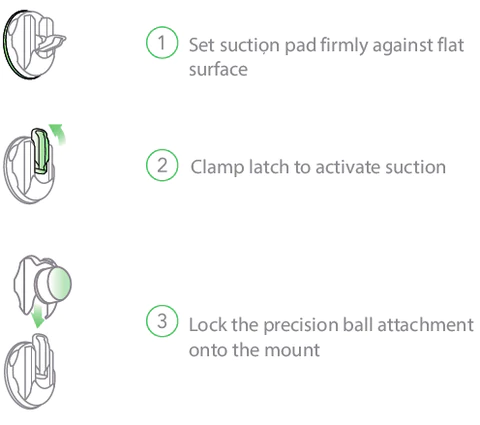 1 Set suction pad firmly against flat
surface
2 Clamp latch to activate suction
3 Lock the precision ball attachment
onto the mount